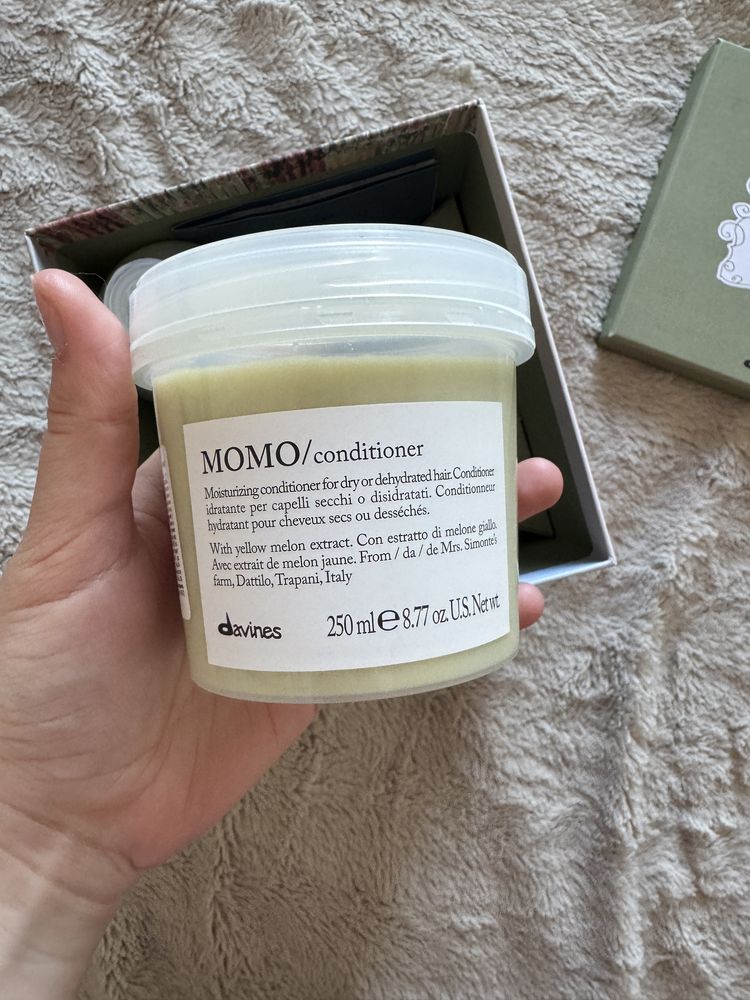 MOMO/conditioner
Moisturizing conditioner for dry or dehydrated hair. Conditioner
idratante per capelli secchi o disidratati. Conditionneur
hydratant pour cheveux secs ou desséchés.
With yellow melon extract. Con estratto di melone giallo.
Avec extrait de melon jaune. From / da / de Mrs. Simonte's
farm, Dattilo, Trapani, Italy
davines 250 ml e 8.77 oz. U.S. Net wt.